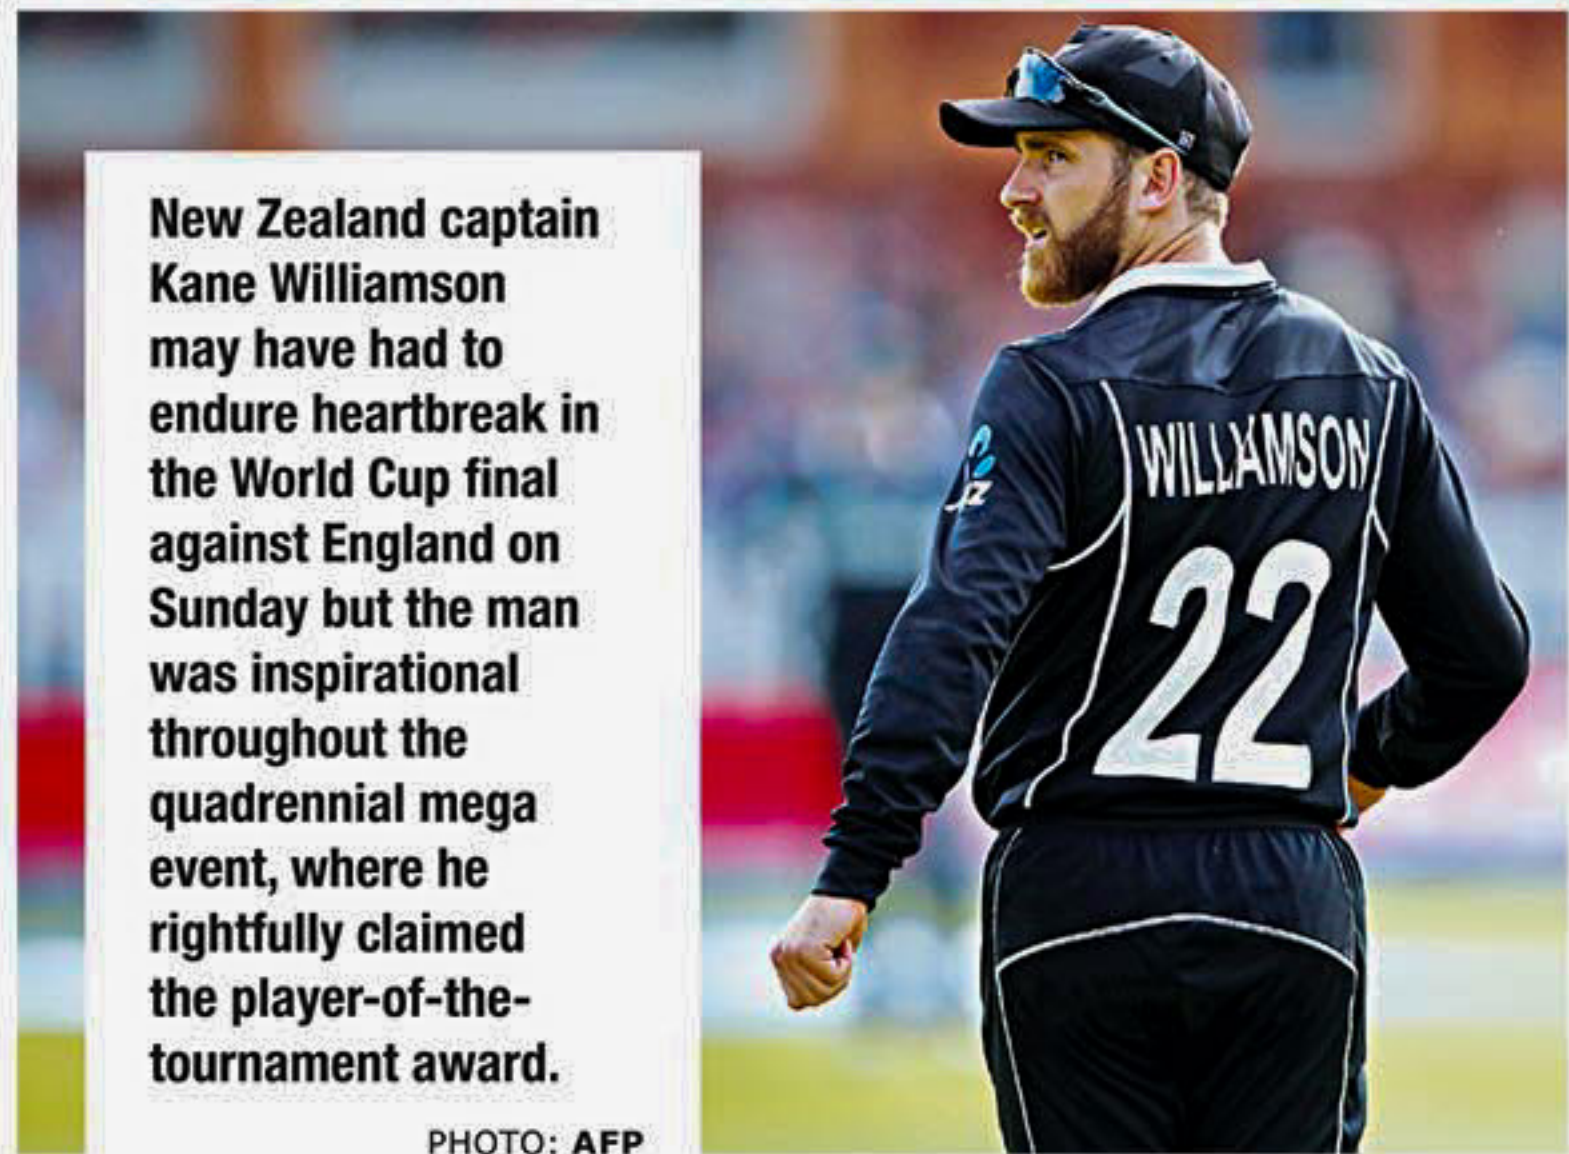 New Zealand captain
Kane Williamson
may have had to
endure heartbreak in
the World Cup final
against England on
Sunday but the man
was inspirational
throughout the
quadrennial mega
event, where he
rightfully claimed
the player-of-the-
tournament award.
PHOTO: AFP
WILLIAMSON
22
NZ